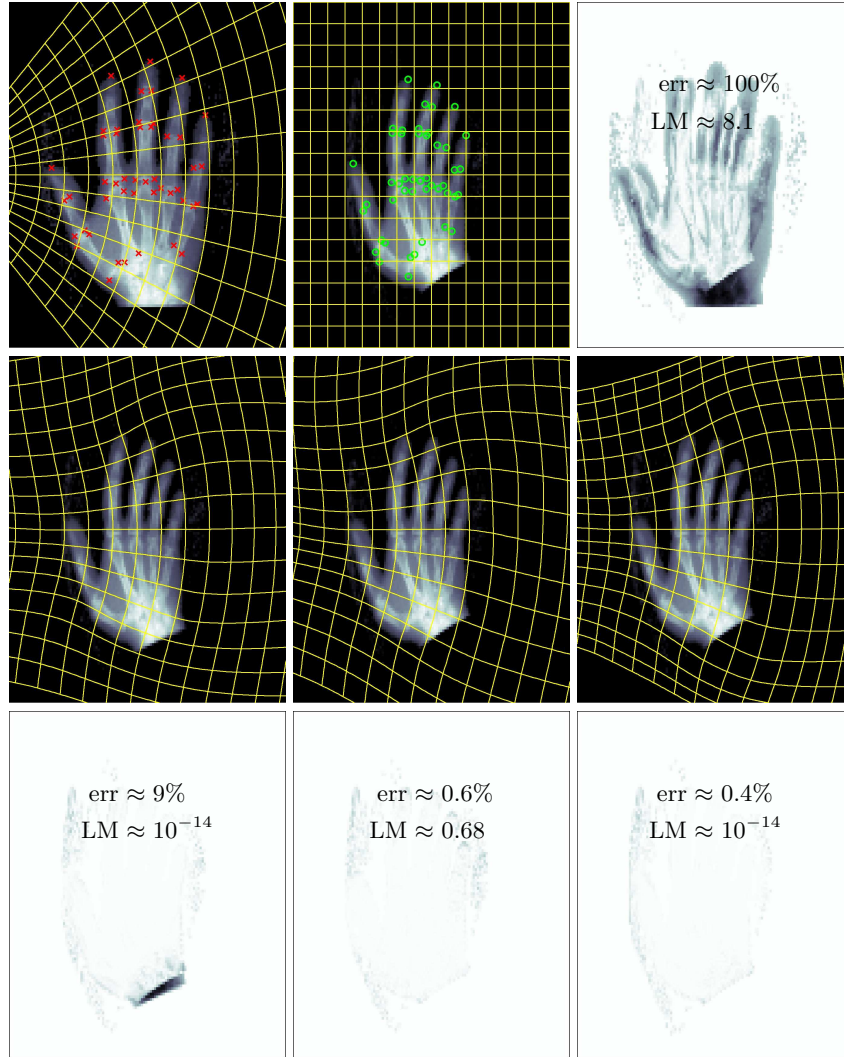 err ≈ 100%
LM ≈ 8.1
err ≈ 9%
LM ≈ 10⁻¹⁴
err ≈ 0.6%
LM ≈ 0.68
err ≈ 0.4%
LM ≈ 10⁻¹⁴